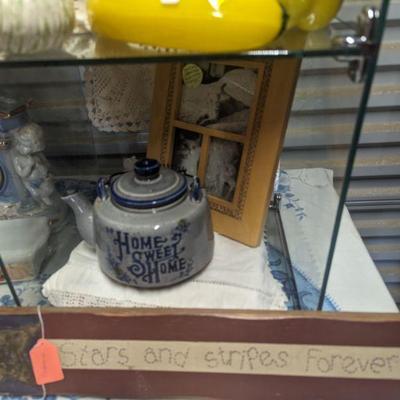 "HOME
SWEET
HOME"
Stars and stripes Forever